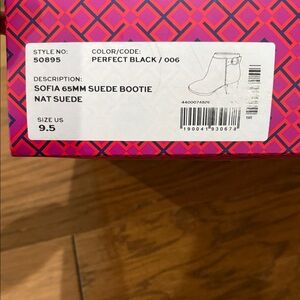 STYLE NO:
50895
COLOR/CODE:
PERFECT BLACK / 006
DESCRIPTION:
SOFIA 65MM SUEDE BOOTIE
NAT SUEDE
SIZE US
9.5